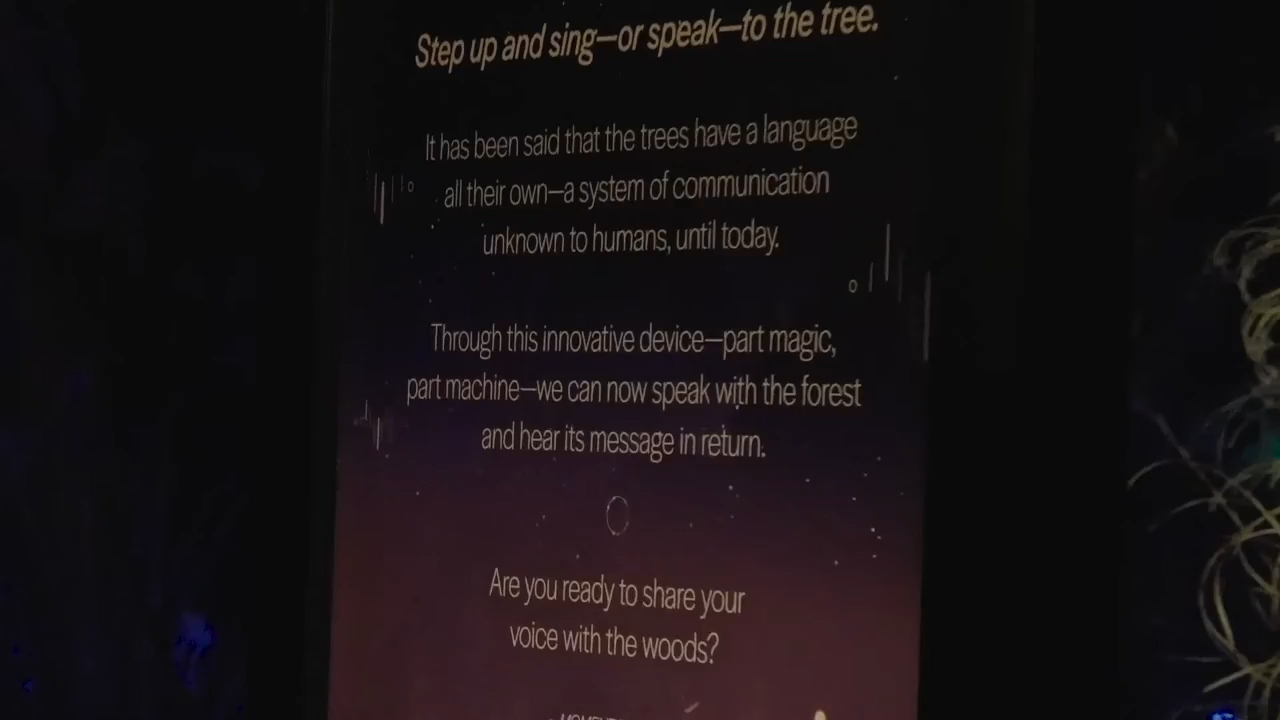 Step up and sing—or speak—to the tree.
It has been said that the trees have a language
all their own—a system of communication
unknown to humans, until today.
Through this innovative device—part magic,
part machine—we can now speak with the forest
and hear its message in return.
Are you ready to share your
voice with the woods?